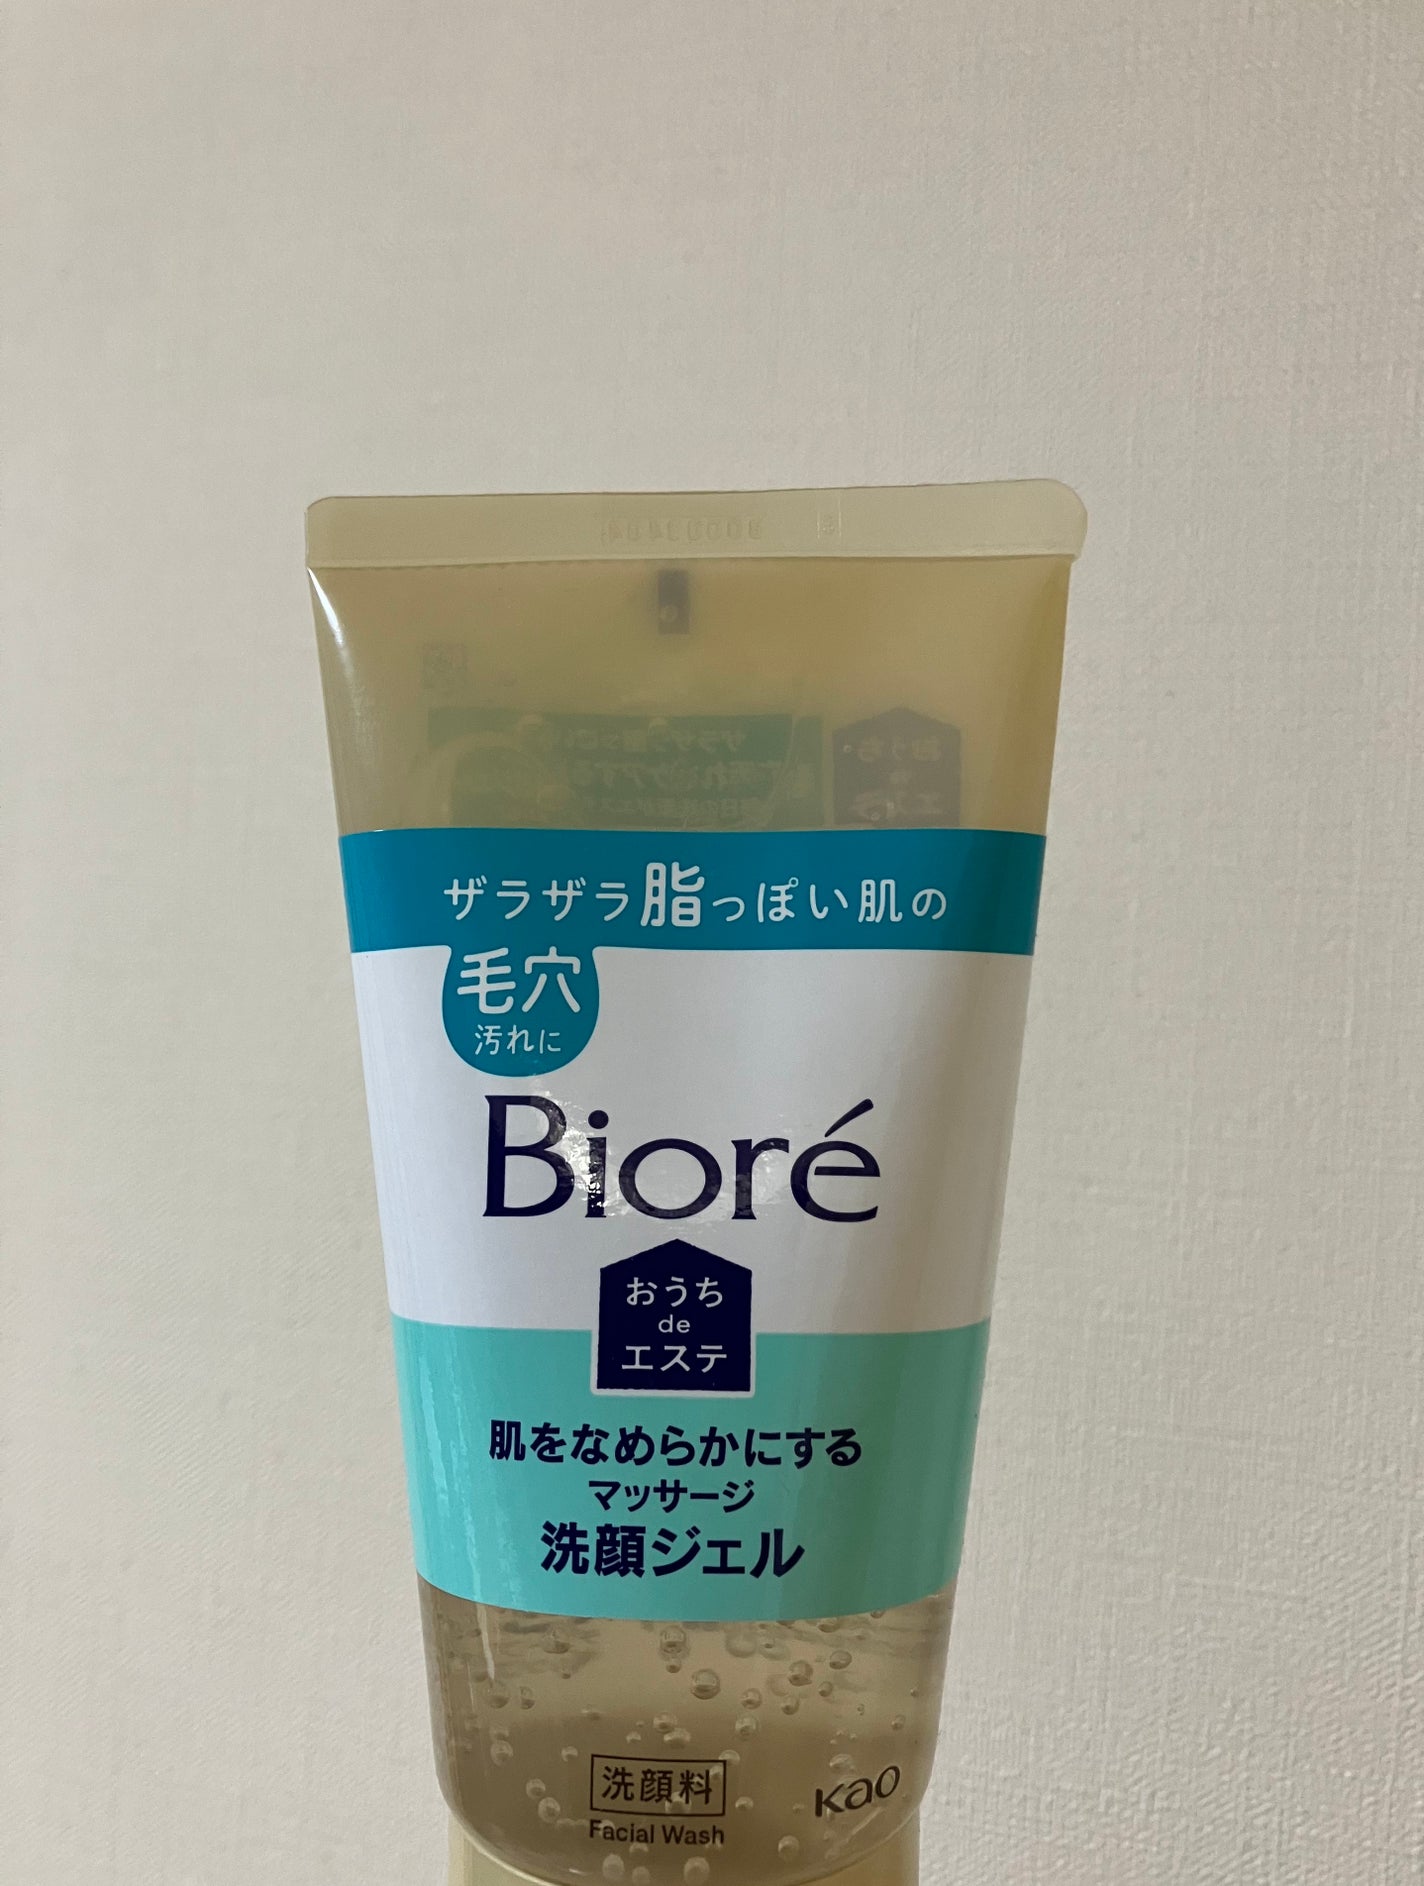 ザラザラ脂っぽい肌の
毛穴
汚れに
Bioré
おうち
de
エステ
肌をなめらかにする
マッサージ
洗顔ジェル
洗顔料
Facial Wash
Kao